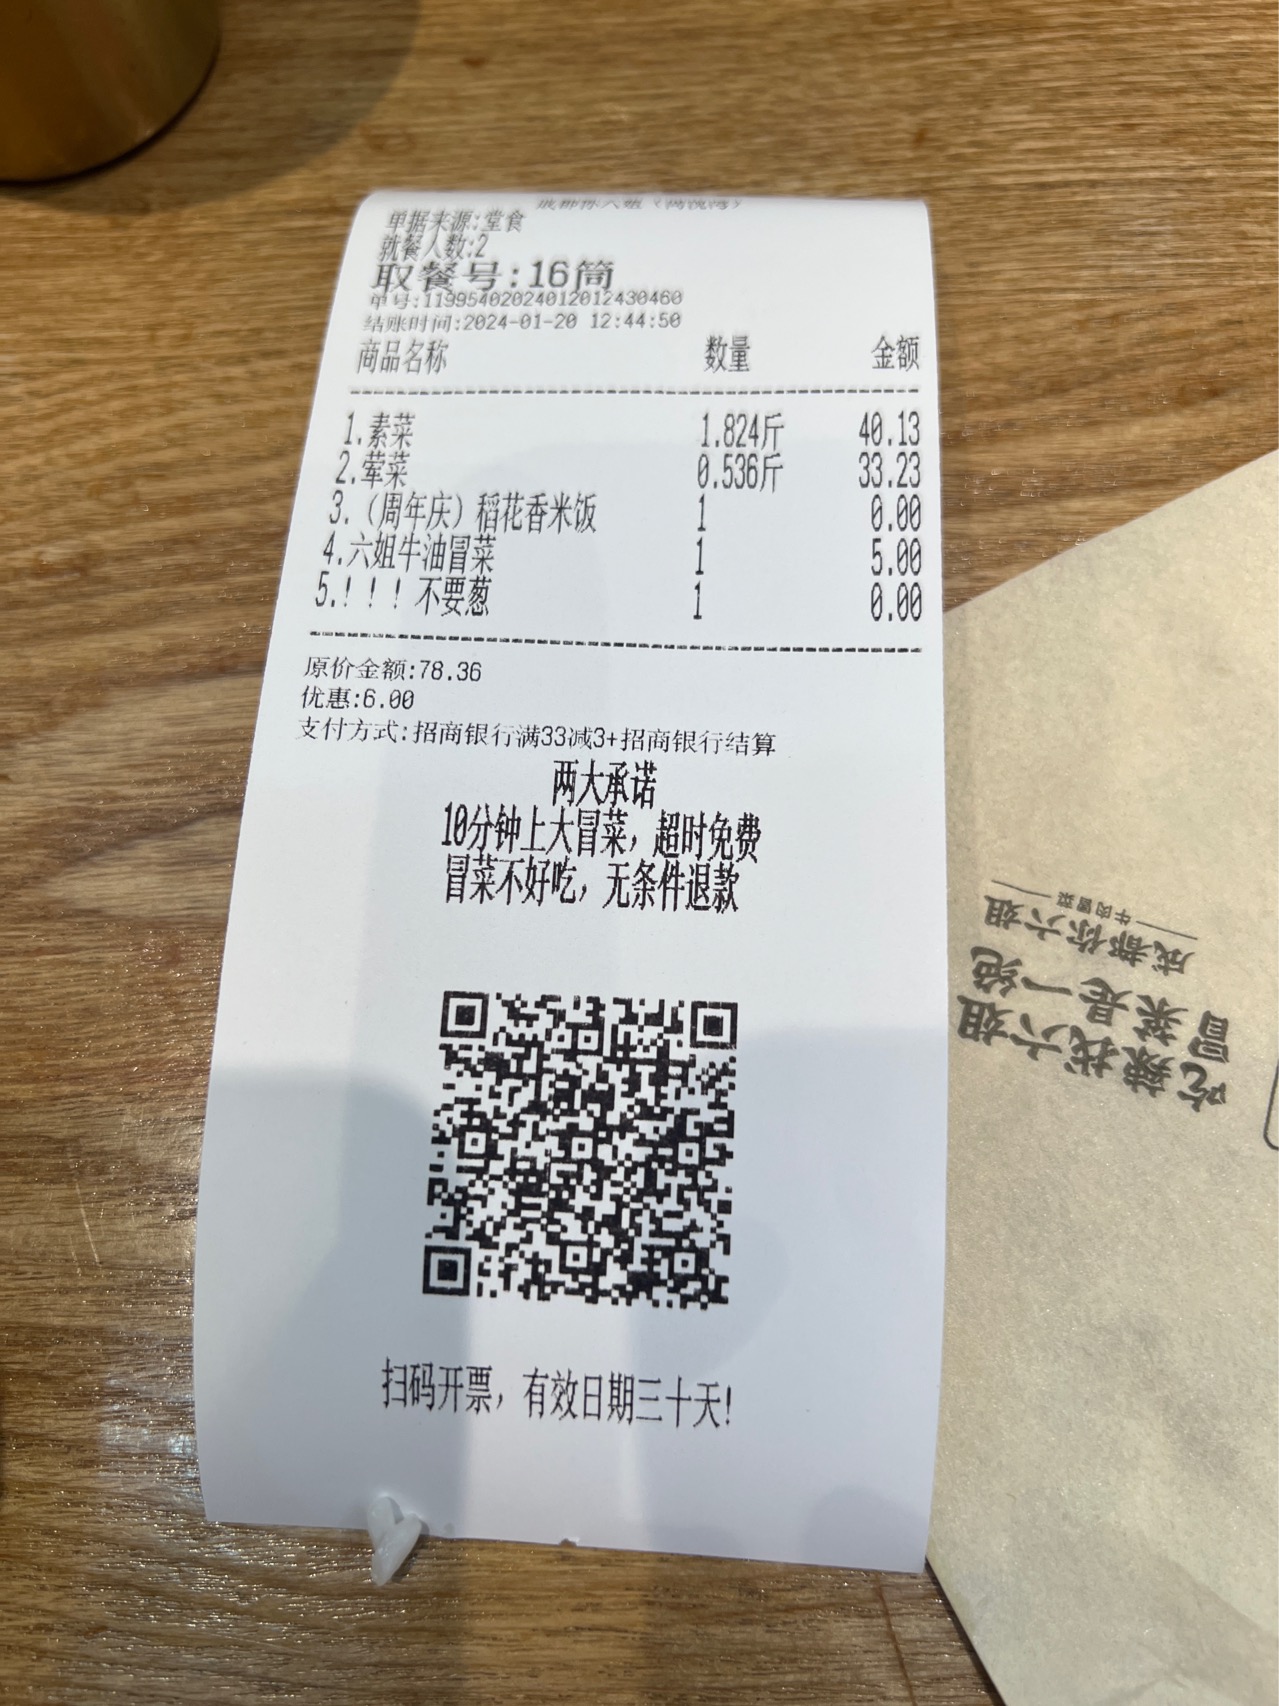 单据来源:堂食
就餐人数:2
取餐号:16筒
单号:11995402024012012430460
结账时间:2024-01-20 12:44:50
商品名称 数量 金额
1.素菜 1.824斤 40.13
2.荤菜 0.536斤 33.23
3.(周年庆)稻花香米饭 1 0.00
4.六姐牛油冒菜 1 5.00
5.!!!不要葱 1 0.00
原价金额:78.36
优惠:6.00
支付方式:招商银行满33减3+招商银行结算
两大承诺
10分钟上大冒菜,超时免费
冒菜不好吃,无条件退款
扫码开票,有效日期三十天!
吃辣找六姐
冒菜是一绝
成都你六姐
牛肉冒菜